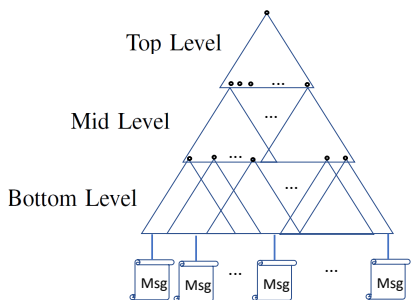 Top Level
...
Mid Level
...
...
Bottom Level
...
Msg Msg ... Msg ... Msg